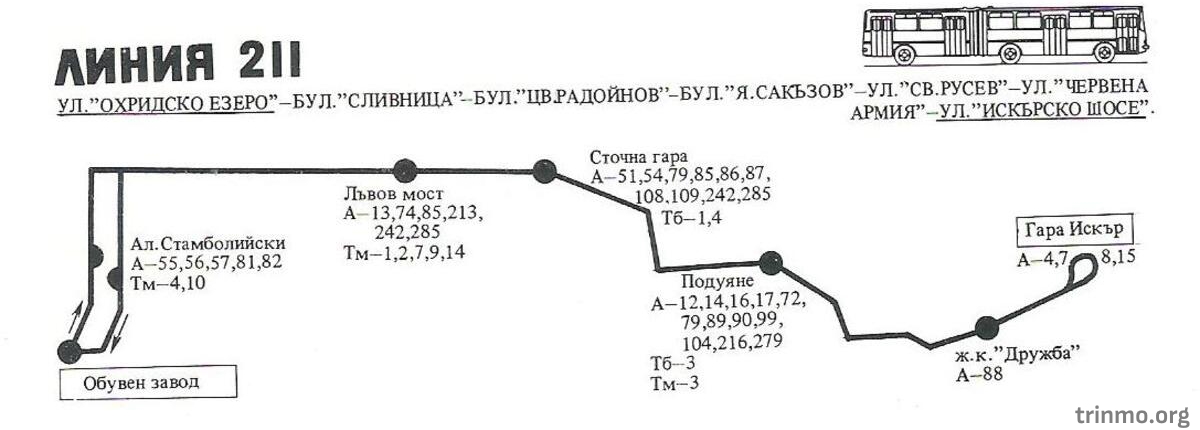 ЛИНИЯ 211
УЛ."ОХРИДСКО ЕЗЕРО"–БУЛ."СЛИВНИЦА"–БУЛ."ЦВ.РАДОЙНОВ"–БУЛ."Я.САКЪЗОВ"–УЛ."СВ.РУСЕВ"–УЛ."ЧЕРВЕНА
АРМИЯ"–УЛ."ИСКЪРСКО ШОСЕ".
Сточна гара
А–51,54,79,85,86,87,
108,109,242,285
Тб–1,4
Лъвов мост
А–13,74,85,213,
242,285
Тм–1,2,7,9,14
Ал.Стамболийски
А–55,56,57,81,82
Тм–4,10
Гара Искър
А–4,7 8,15
Подуяне
А–12,14,16,17,72,
79,89,90,99,
104,216,279
Тб–3
Тм–3
ж.к."Дружба"
А–88
Обувен завод
trinmo.org